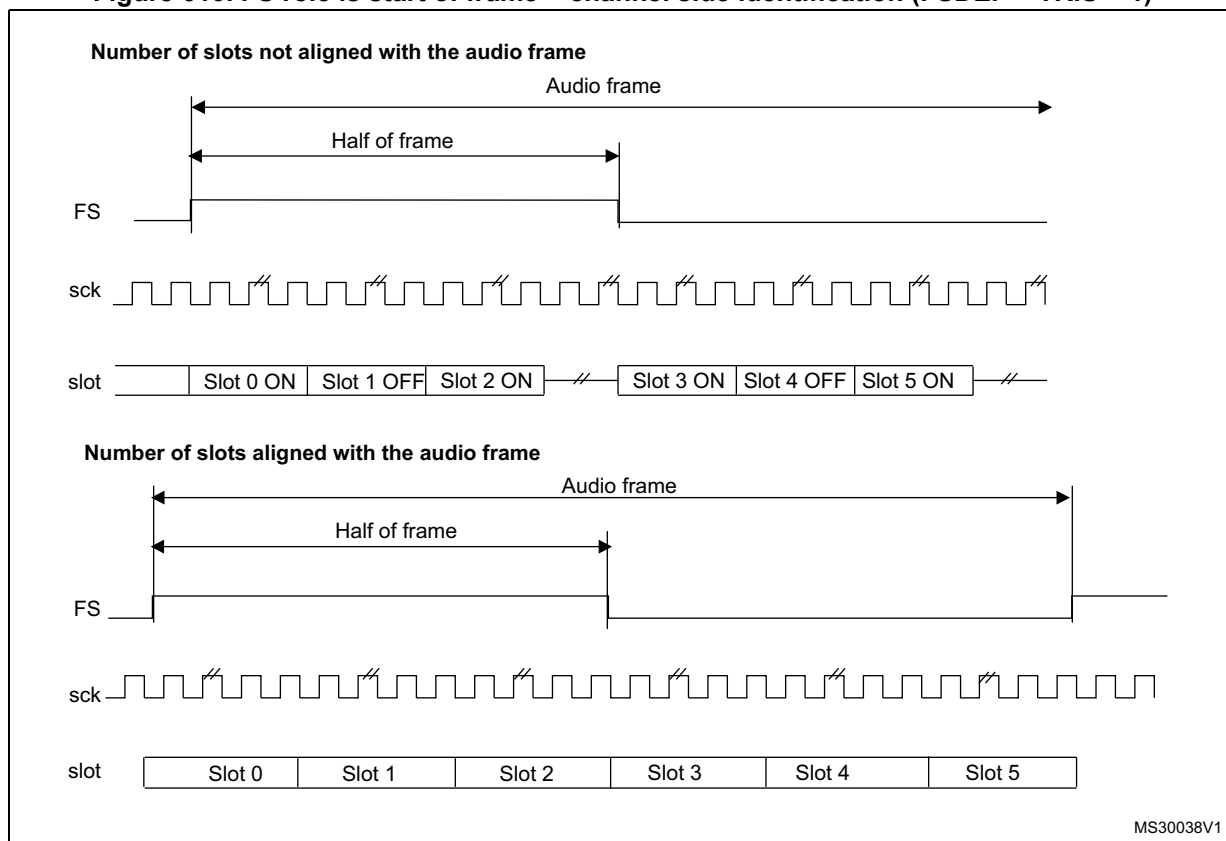 Number of slots not aligned with the audio frame
Audio frame
Half of frame
FS
sck
slot Slot 0 ON Slot 1 OFF Slot 2 ON Slot 3 ON Slot 4 OFF Slot 5 ON
Number of slots aligned with the audio frame
Audio frame
Half of frame
FS
sck
slot Slot 0 Slot 1 Slot 2 Slot 3 Slot 4 Slot 5
MS30038V1